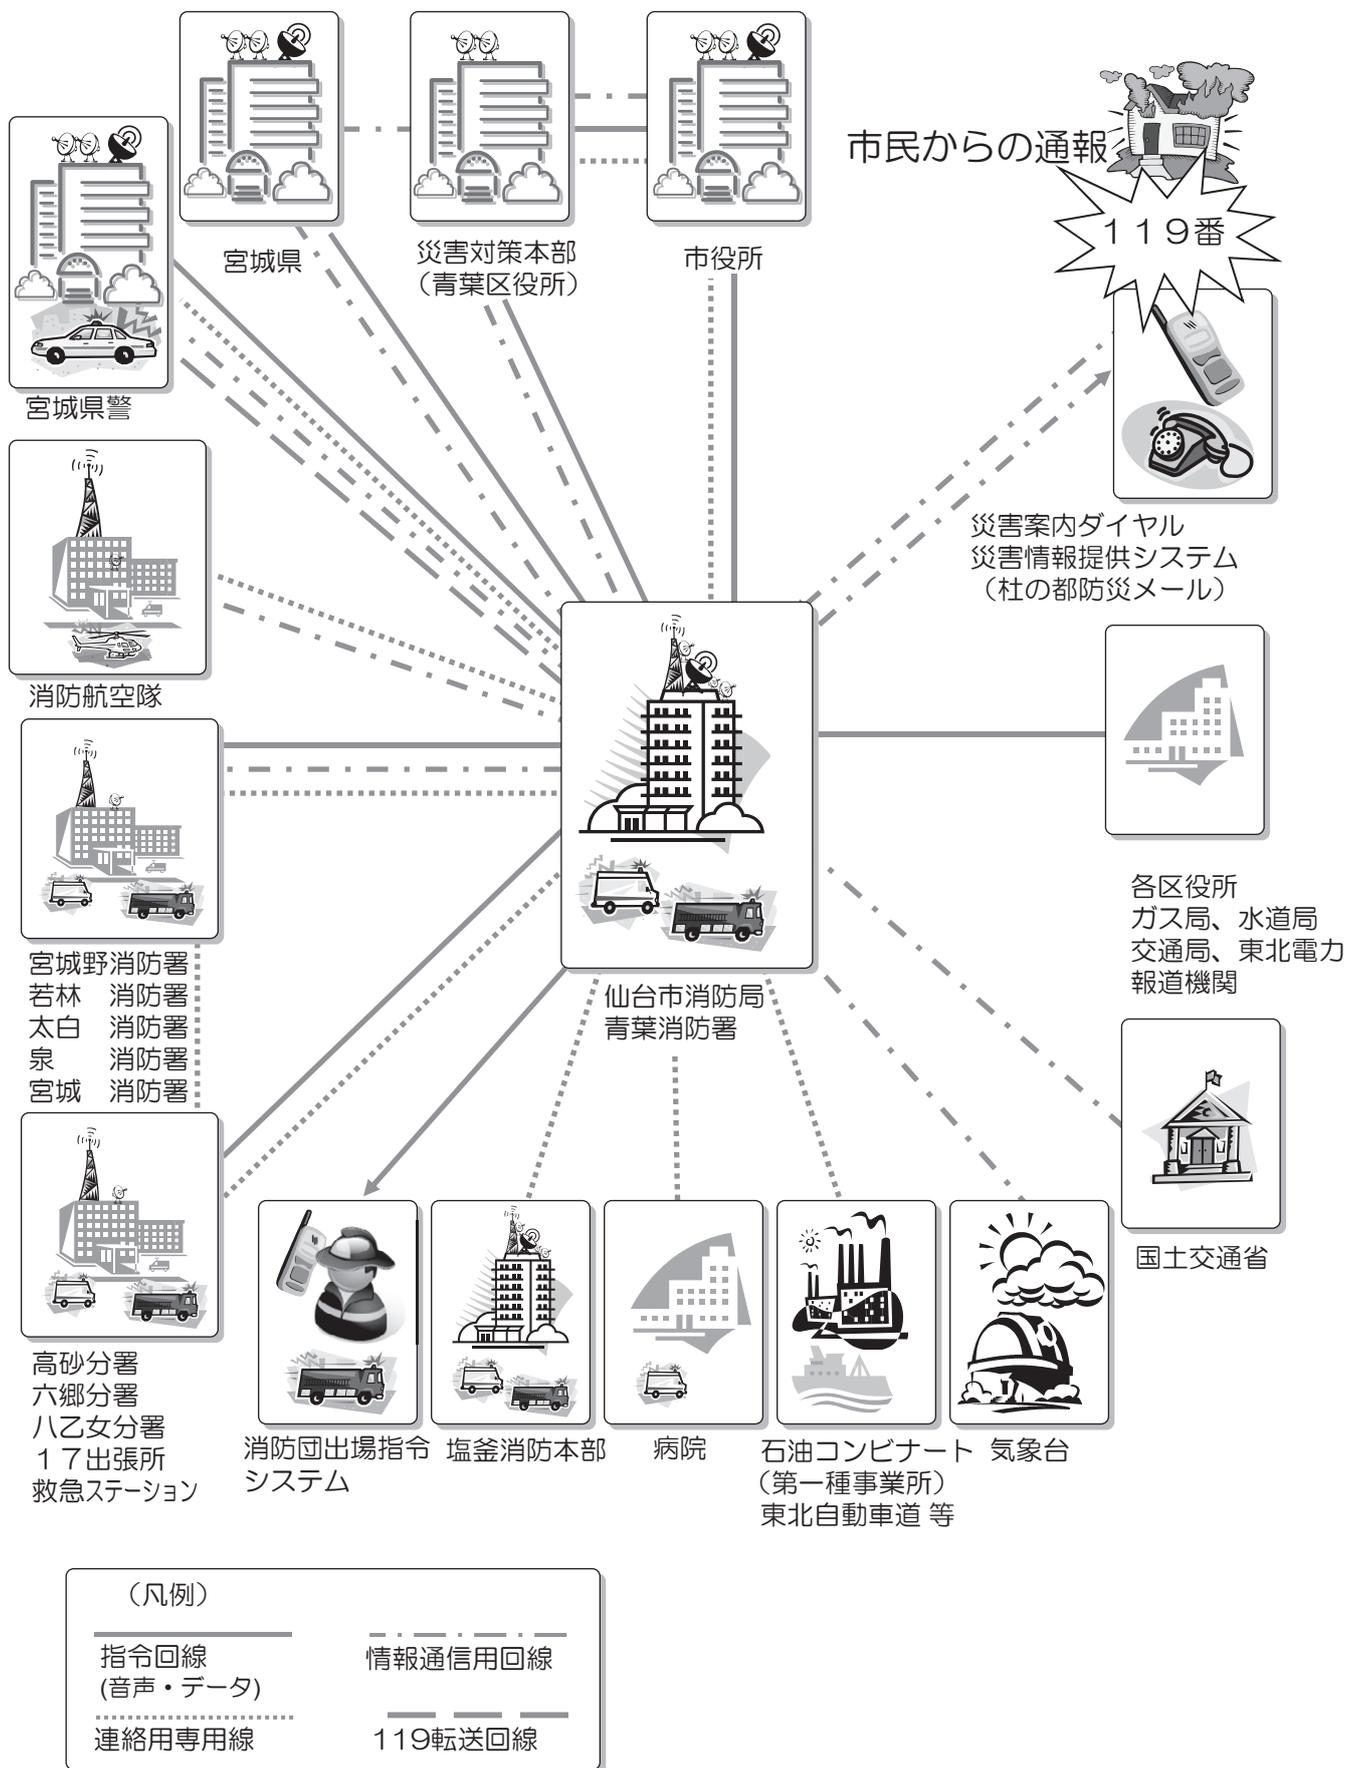 市民からの通報
119番
宮城県
災害対策本部
（青葉区役所）
市役所
宮城県警
災害案内ダイヤル
災害情報提供システム
（杜の都防災メール）
消防航空隊
各区役所
ガス局、水道局
交通局、東北電力
報道機関
宮城野消防署
若林　消防署
太白　消防署
泉　　消防署
宮城　消防署
仙台市消防局
青葉消防署
国土交通省
高砂分署
六郷分署
八乙女分署
１７出張所
救急ステーション
消防団出場指令
システム
塩釜消防本部
病院
石油コンビナート
（第一種事業所）
東北自動車道 等
気象台
（凡例）
指令回線
(音声・データ)
情報通信用回線
連絡用専用線
119転送回線